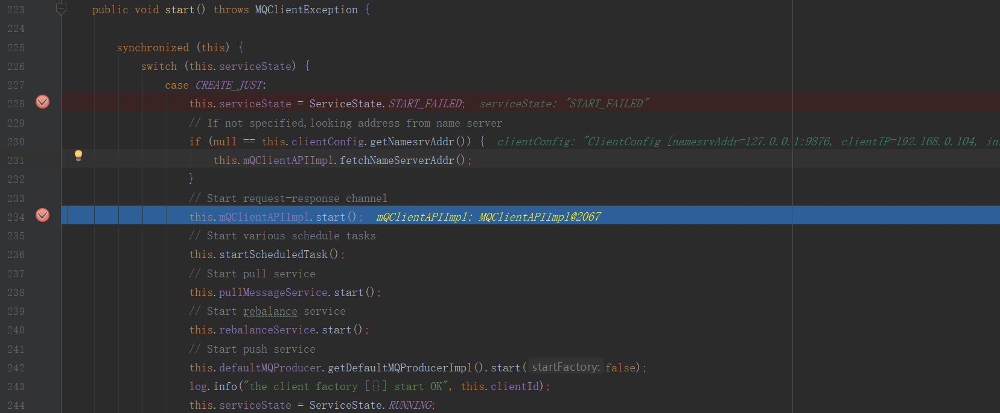 223 public void start() throws MQClientException {
224
225 synchronized (this) {
226 switch (this.serviceState) {
227 case CREATE_JUST:
228 this.serviceState = ServiceState.START_FAILED; serviceState: "START_FAILED"
229 // If not specified,looking address from name server
230 if (null == this.clientConfig.getNamesrvAddr()) { clientConfig: "ClientConfig [namesrvAddr=127.0.0.1:9876, clientIP=192.168.0.104, in
231 this.mQClientAPIImpl.fetchNameServerAddr();
232 }
233 // Start request-response channel
234 this.mQClientAPIImpl.start(); mQClientAPIImpl: MQClientAPIImpl@2067
235 // Start various schedule tasks
236 this.startScheduledTask();
237 // Start pull service
238 this.pullMessageService.start();
239 // Start rebalance service
240 this.rebalanceService.start();
241 // Start push service
242 this.defaultMQProducer.getDefaultMQProducerImpl().start( startFactory: false);
243 log.info("the client factory [{}] start OK", this.clientId);
244 this.serviceState = ServiceState.RUNNING;